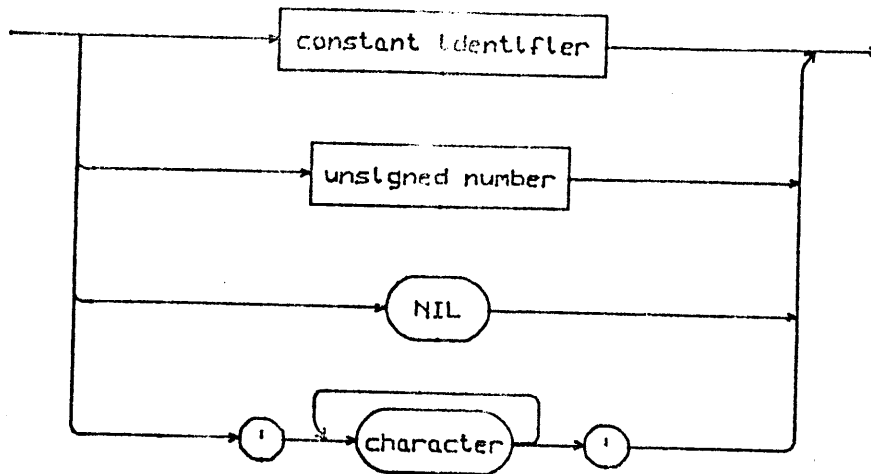 constant identifier
unsigned number
NIL
' character '